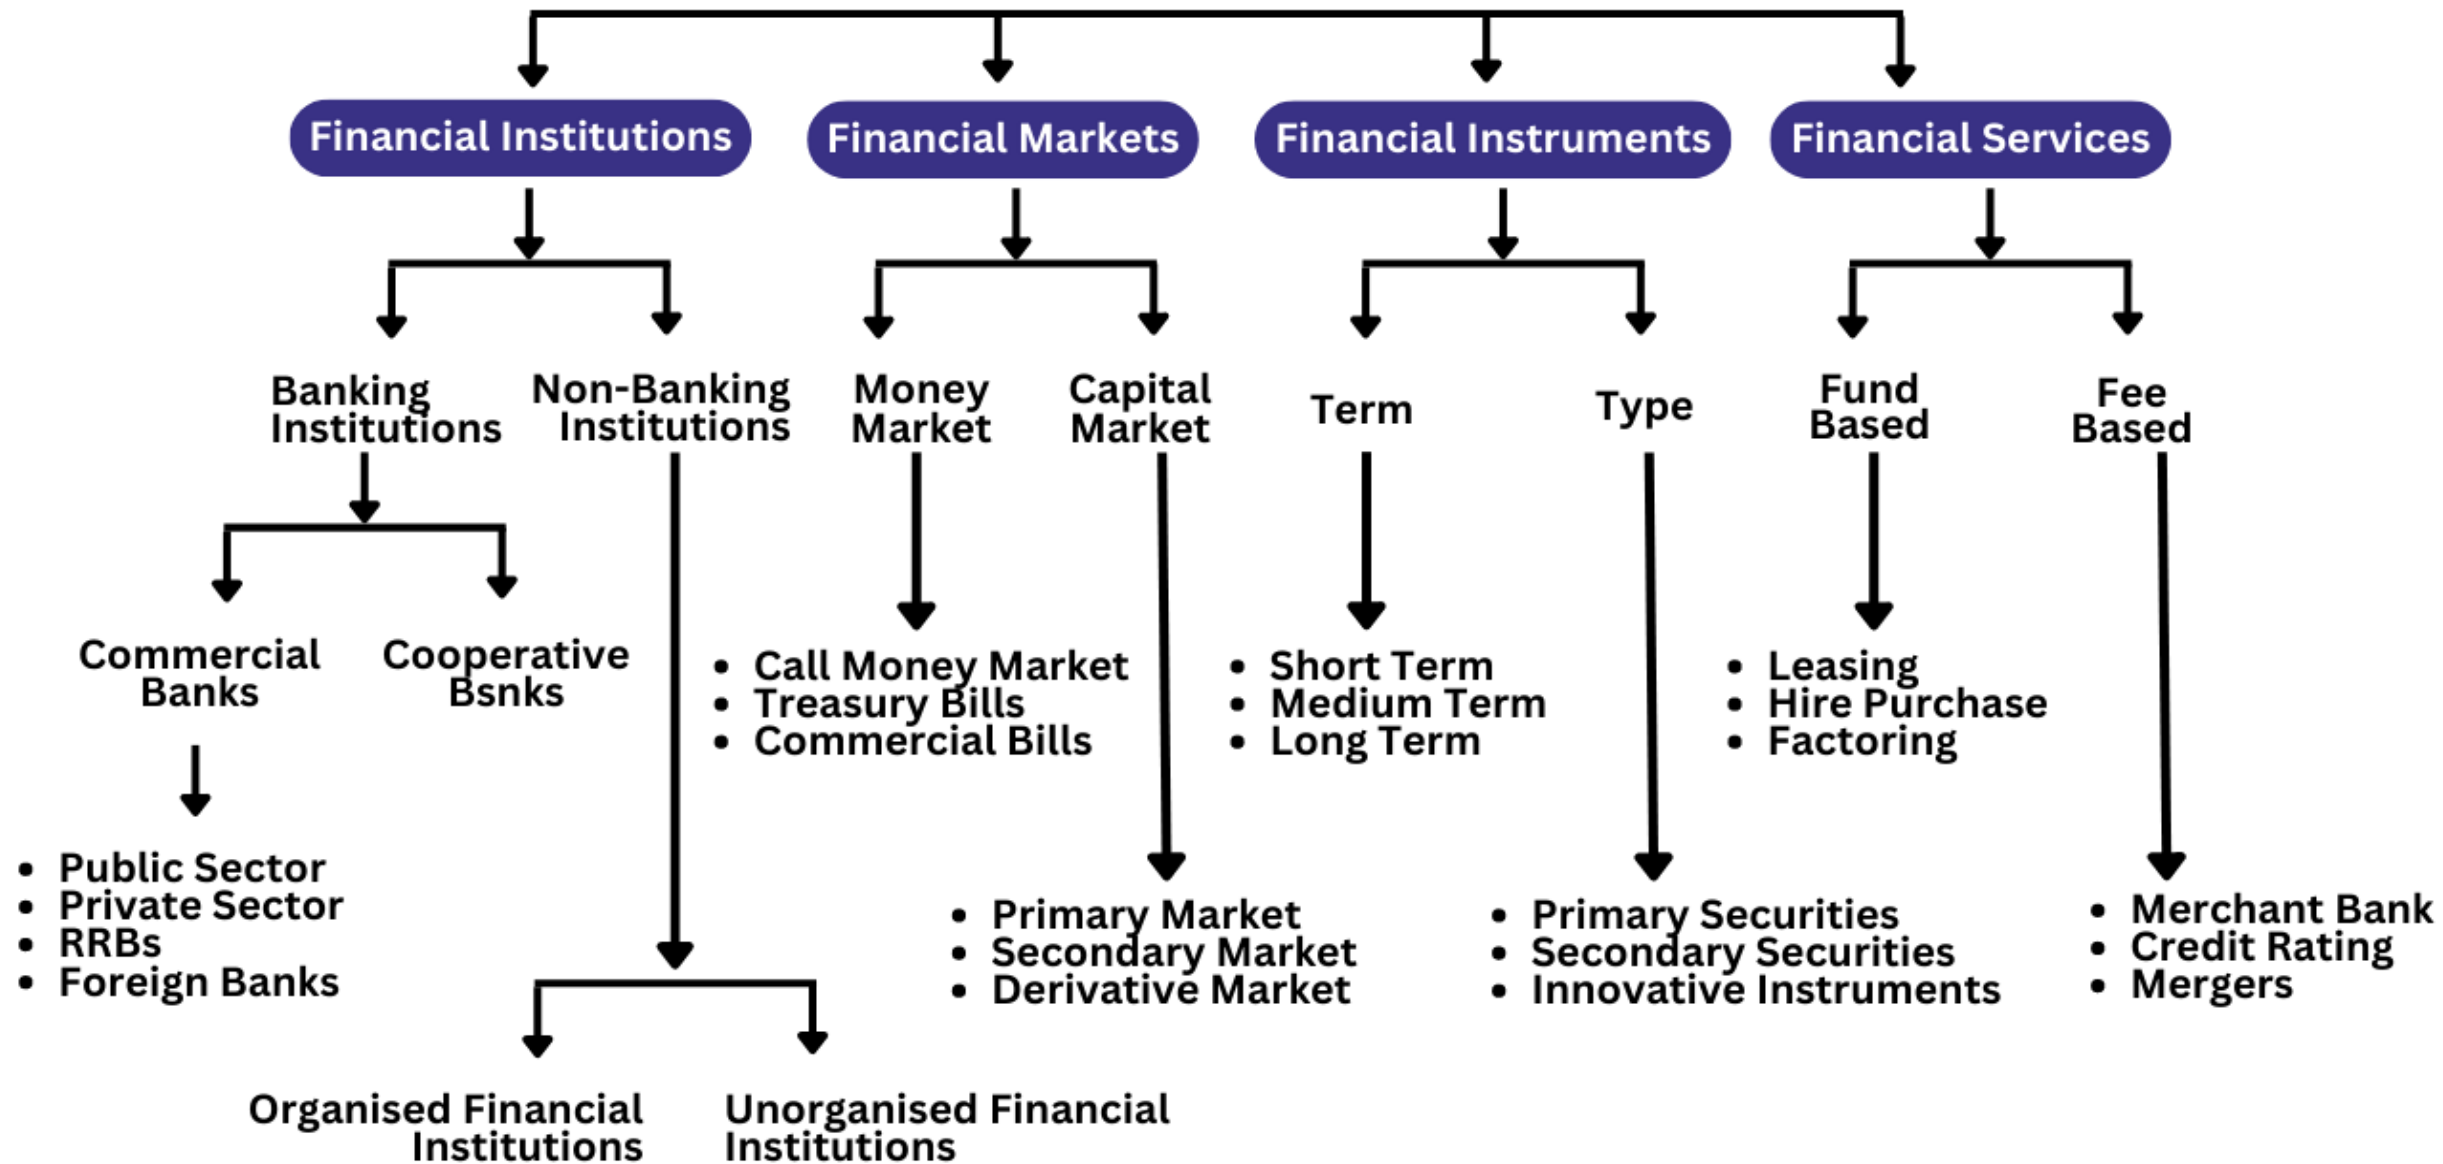 Financial Institutions
Financial Markets
Financial Instruments
Financial Services
Banking
Institutions
Non-Banking
Institutions
Money
Market
Capital
Market
Term
Type
Fund
Based
Fee
Based
Commercial
Banks
Cooperative
Bsnks
• Call Money Market
• Treasury Bills
• Commercial Bills
• Short Term
• Medium Term
• Long Term
• Leasing
• Hire Purchase
• Factoring
• Public Sector
• Private Sector
• RRBs
• Foreign Banks
• Primary Market
• Secondary Market
• Derivative Market
• Primary Securities
• Secondary Securities
• Innovative Instruments
• Merchant Bank
• Credit Rating
• Mergers
Organised Financial
Institutions
Unorganised Financial
Institutions